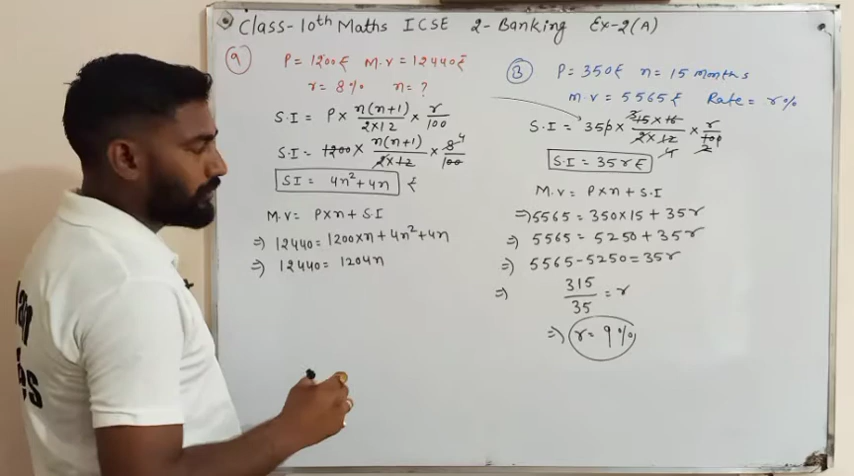 Class-10th Maths ICSE 2-Banking Ex-2(A)
9 P = 1200₹ M.V = 12440₹
r = 8% n = ?
S.I = P × n(n+1)/2×12 × r/100
S.I = 1200 × n(n+1)/2×12 × 8/100 4
SI = 4n²+4n ₹
M.V = P×n + S.I
⇒ 12440 = 1200×n + 4n²+4n
⇒ 12440 = 1204n
P = 350₹ n = 15 months
M.V = 5565₹ Rate = r%
S.I = 350 × 15×16/2×12 × r/100
S.I = 35r ₹
M.V = P×n + S.I
⇒ 5565 = 350×15 + 35r
⇒ 5565 = 5250 + 35r
⇒ 5565-5250 = 35r
⇒ 315/35 = r
⇒ r = 9%